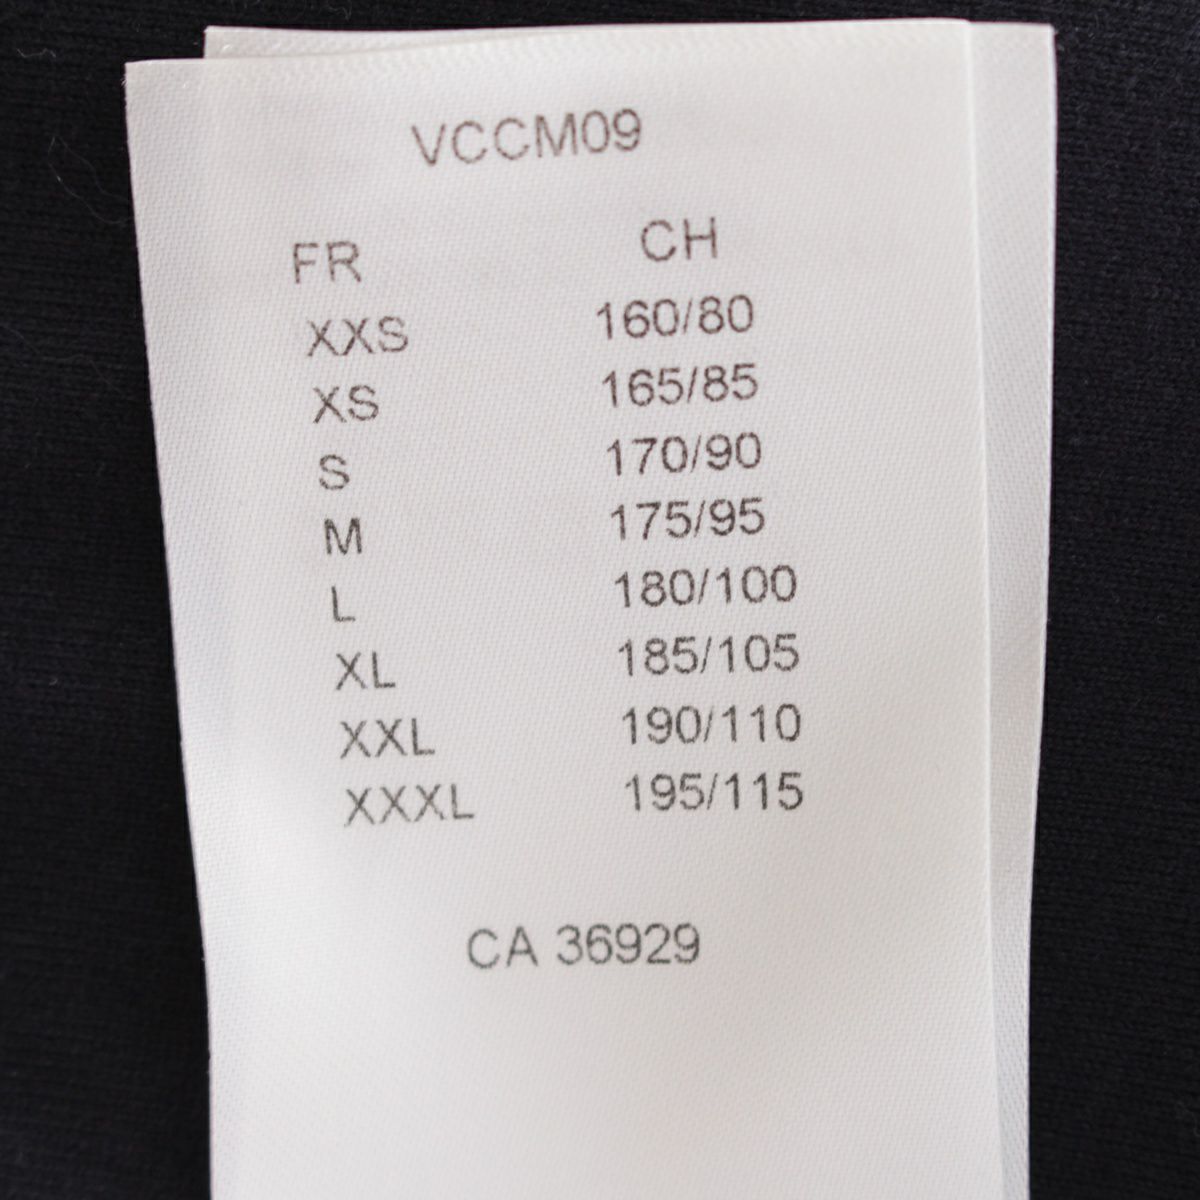 VCCM09
FR CH
XXS 160/80
XS 165/85
S 170/90
M 175/95
L 180/100
XL 185/105
XXL 190/110
XXXL 195/115
CA 36929